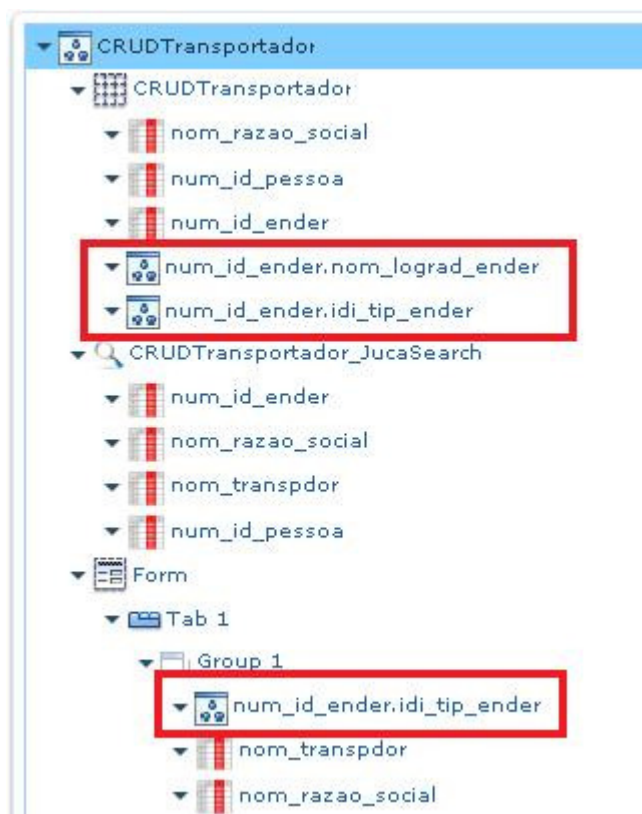 CRUDTransportador
CRUDTransportador
nom_razao_social
num_id_pessoa
num_id_ender
num_id_ender.nom_lograd_ender
num_id_ender.idi_tip_ender
CRUDTransportador_JucaSearch
num_id_ender
nom_razao_social
nom_transpdor
num_id_pessoa
Form
Tab 1
Group 1
num_id_ender.idi_tip_ender
nom_transpdor
nom_razao_social